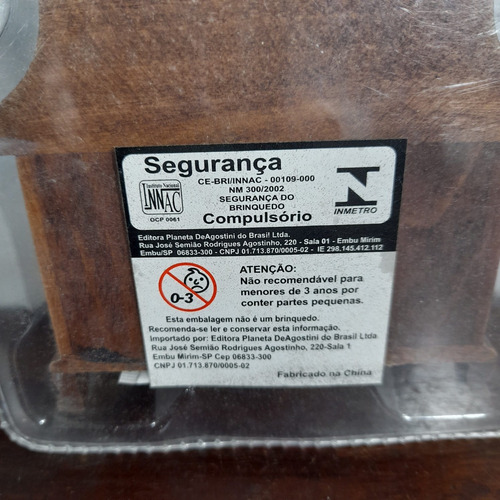 Segurança
CE-BRI/INNAC - 00109-000
NM 300/2002
SEGURANÇA DO
BRINQUEDO
Compulsório
Instituto Nacional
INNAC
OCP 0061
INMETRO
Editora Planeta DeAgostini do Brasil Ltda.
Rua José Semião Rodrigues Agostinho, 220 - Sala 01 - Embu Mirim
Embu/SP 06833-300 - CNPJ 01.713.870/0005-02 - IE 298.145.412.112
0-3
ATENÇÃO:
Não recomendável para
menores de 3 anos por
conter partes pequenas.
Esta embalagem não é um brinquedo.
Recomenda-se ler e conservar esta informação.
Importado por: Editora Planeta DeAgostini do Brasil Ltda.
Rua José Semião Rodrigues Agostinho, 220-Sala 1
Embu Mirim-SP Cep 06833-300
CNPJ 01.713.870/0005-02
Fabricado na China